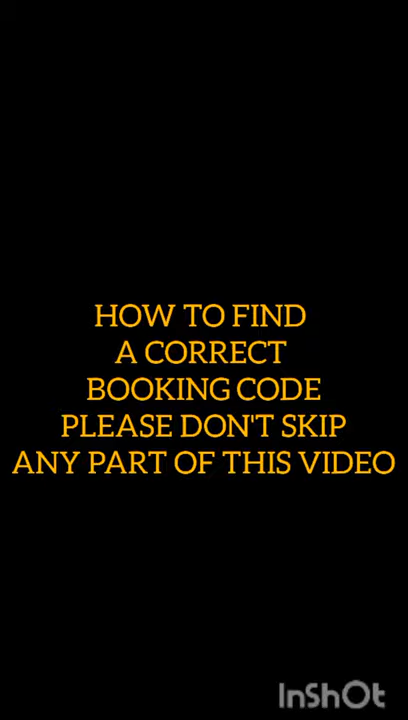 HOW TO FIND
A CORRECT
BOOKING CODE
PLEASE DON'T SKIP
ANY PART OF THIS VIDEO
InShOt